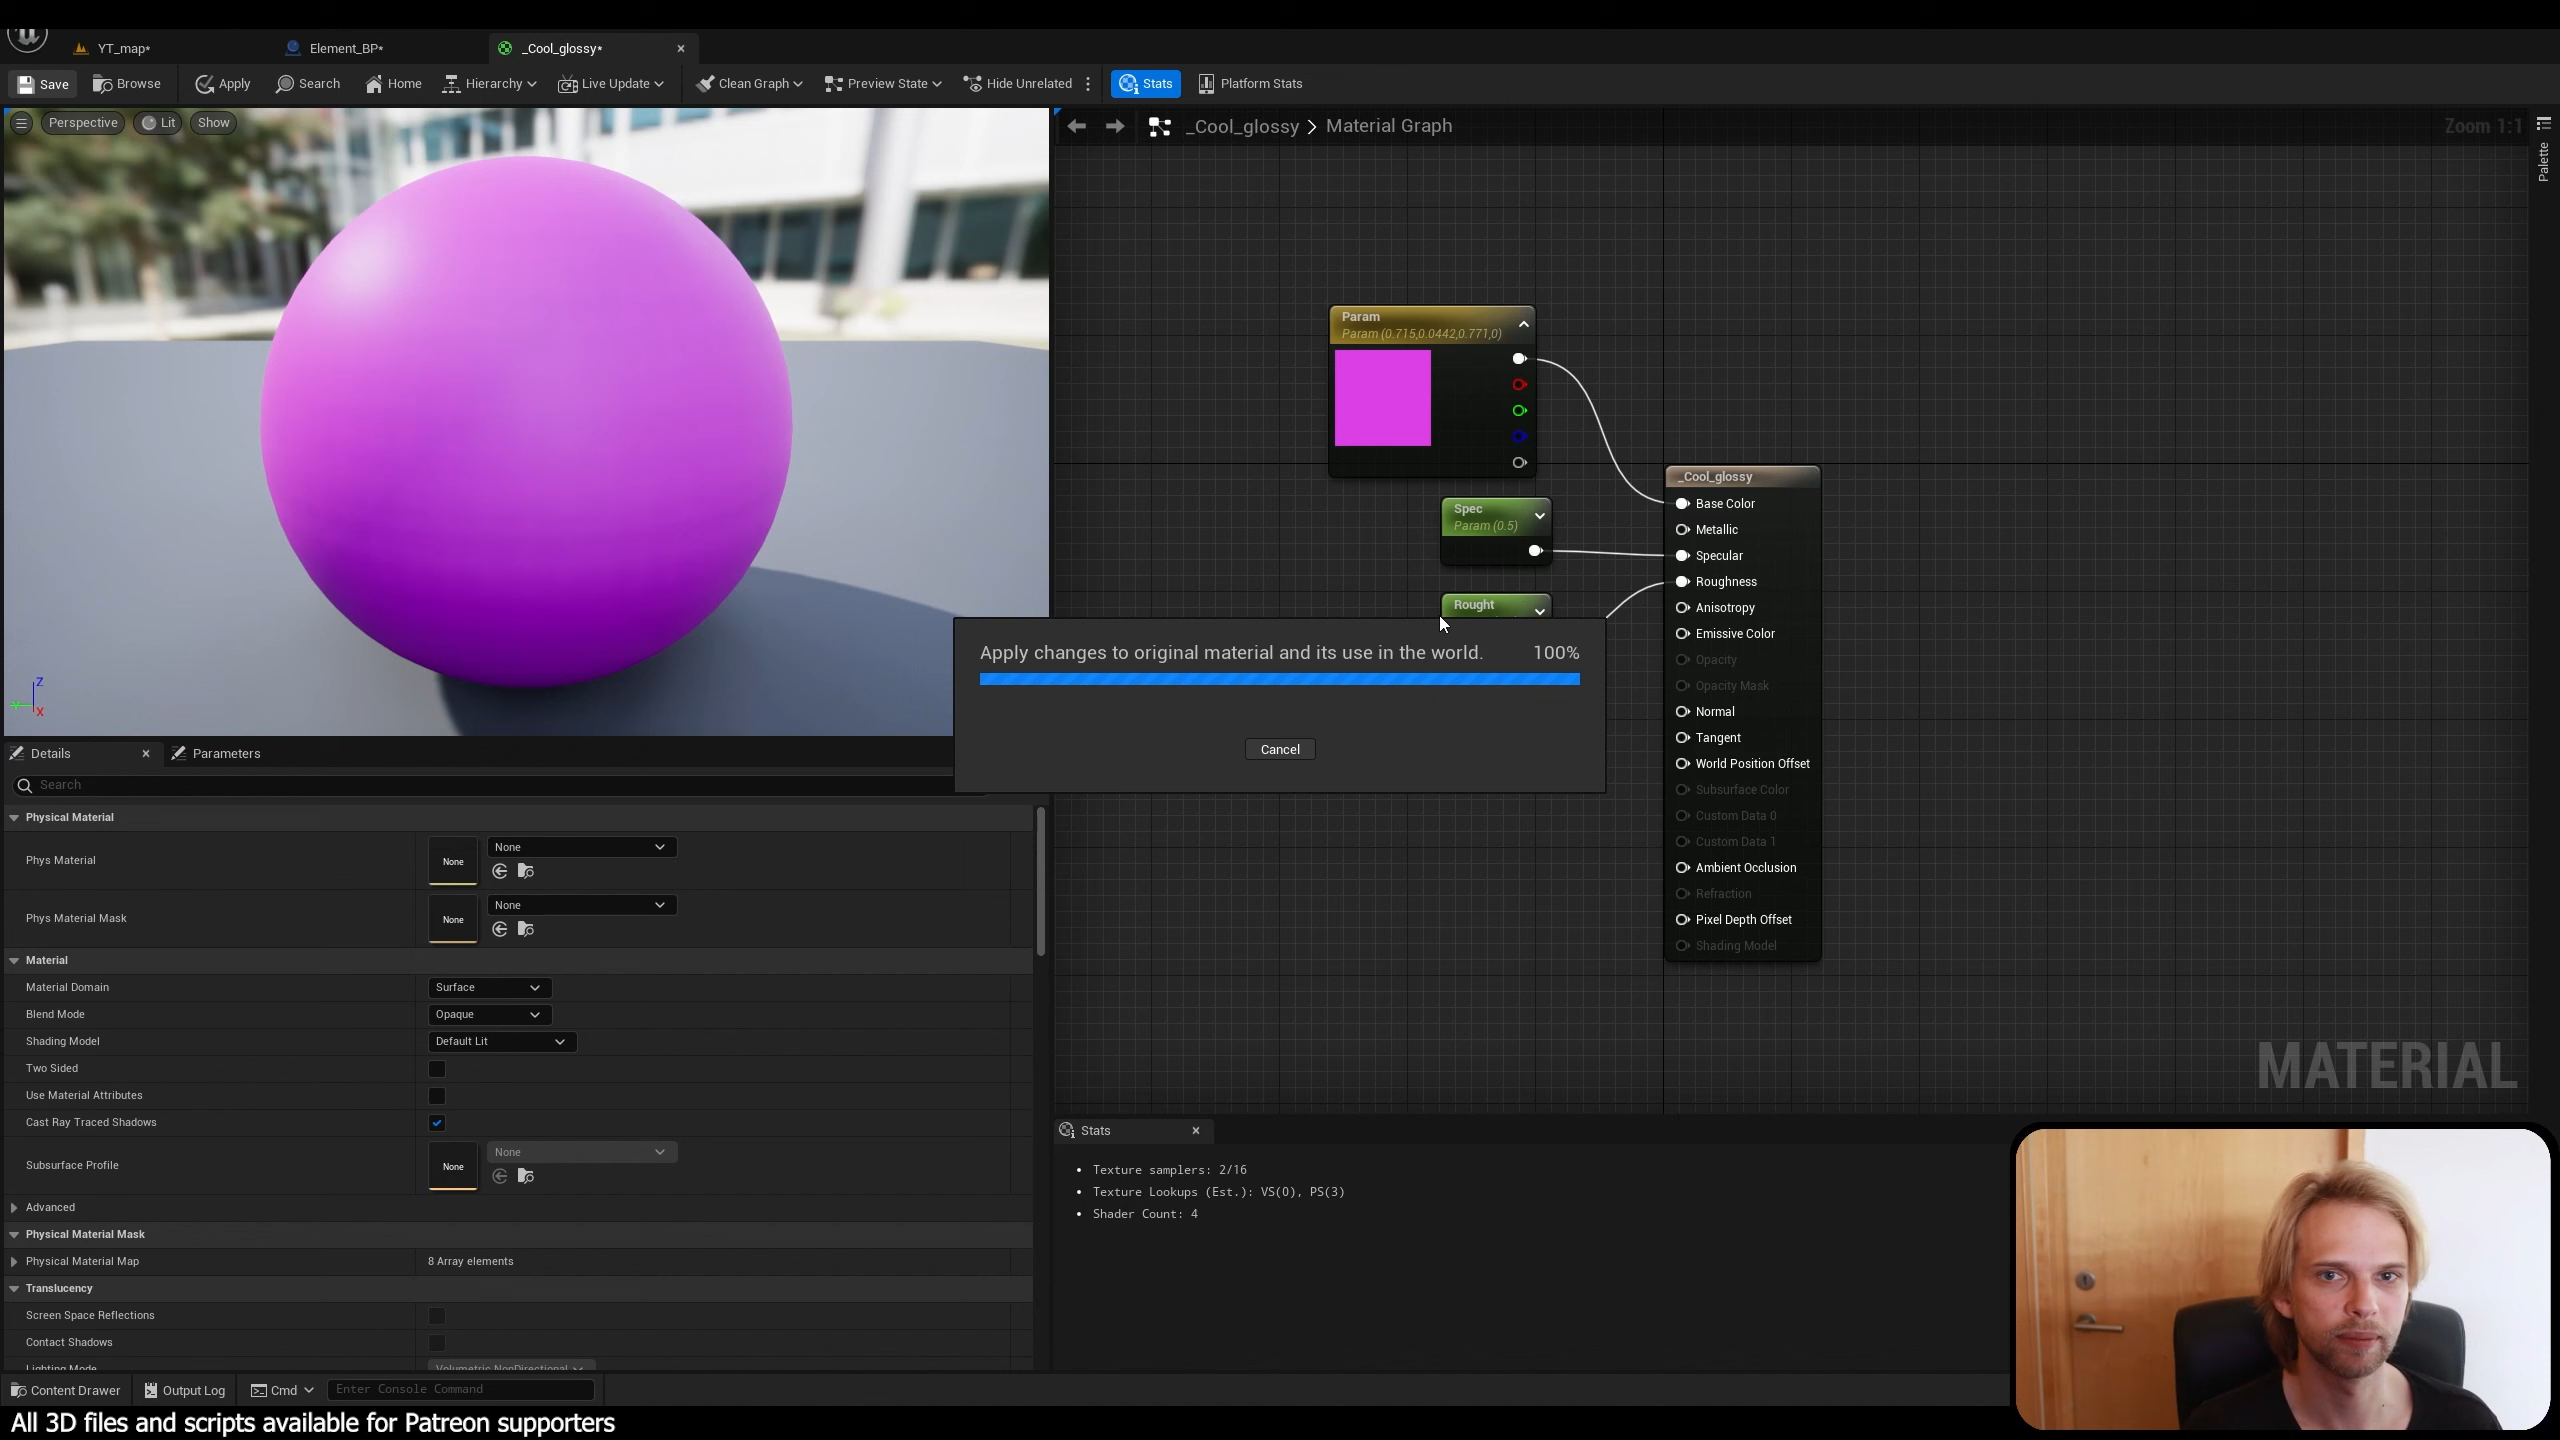 YT_map*
Element_BP*
_Cool_glossy*
Save
Browse
Apply
Search
Home
Hierarchy
Live Update
Clean Graph
Preview State
Hide Unrelated
Stats
Platform Stats
Perspective
Lit
Show
_Cool_glossy > Material Graph
Zoom 1:1
Palette
Param
Param (0.715,0.0442,0.771,0)
Spec
Param (0.5)
Rought
_Cool_glossy
Base Color
Metallic
Specular
Roughness
Anisotropy
Emissive Color
Opacity
Opacity Mask
Normal
Tangent
World Position Offset
Subsurface Color
Custom Data 0
Custom Data 1
Ambient Occlusion
Refraction
Pixel Depth Offset
Shading Model
Apply changes to original material and its use in the world. 100%
Cancel
Z
Y
X
Details
Parameters
Search
Physical Material
Phys Material
None
None
Phys Material Mask
None
None
Material
Material Domain
Surface
Blend Mode
Opaque
Shading Model
Default Lit
Two Sided
Use Material Attributes
Cast Ray Traced Shadows
Subsurface Profile
None
None
Advanced
Physical Material Mask
Physical Material Map
8 Array elements
Translucency
Screen Space Reflections
Contact Shadows
Lighting Mode
Volumetric NonDirectional
MATERIAL
Stats
• Texture samplers: 2/16
• Texture Lookups (Est.): VS(0), PS(3)
• Shader Count: 4
Content Drawer
Output Log
Cmd
Enter Console Command
All 3D files and scripts available for Patreon supporters